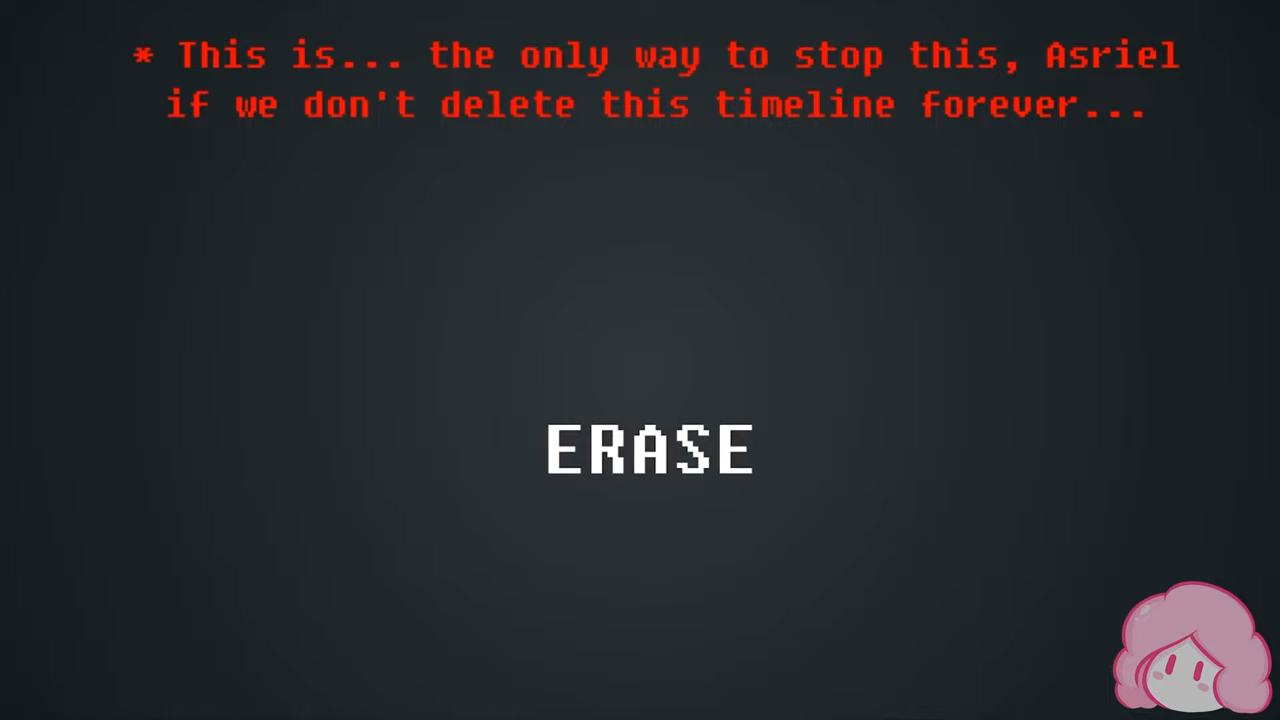 * This is... the only way to stop this, Asriel
if we don't delete this timeline forever...
ERASE